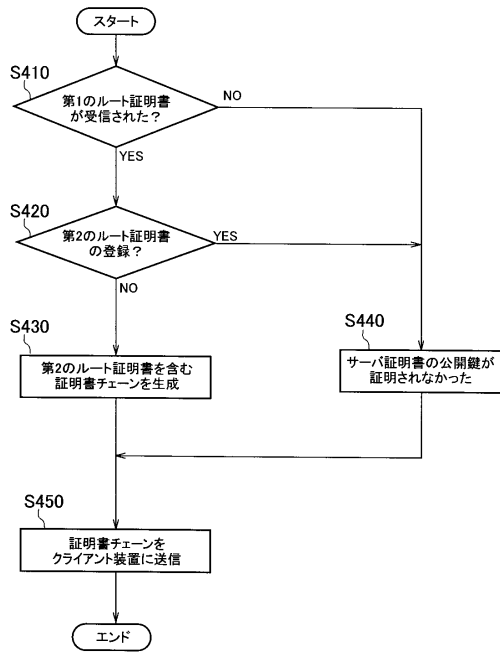 スタート
S410
第1のルート証明書
が受信された？
NO
YES
S420
第2のルート証明書
の登録？
YES
NO
S430
第2のルート証明書を含む
証明書チェーンを生成
S440
サーバ証明書の公開鍵が
証明されなかった
S450
証明書チェーンを
クライアント装置に送信
エンド